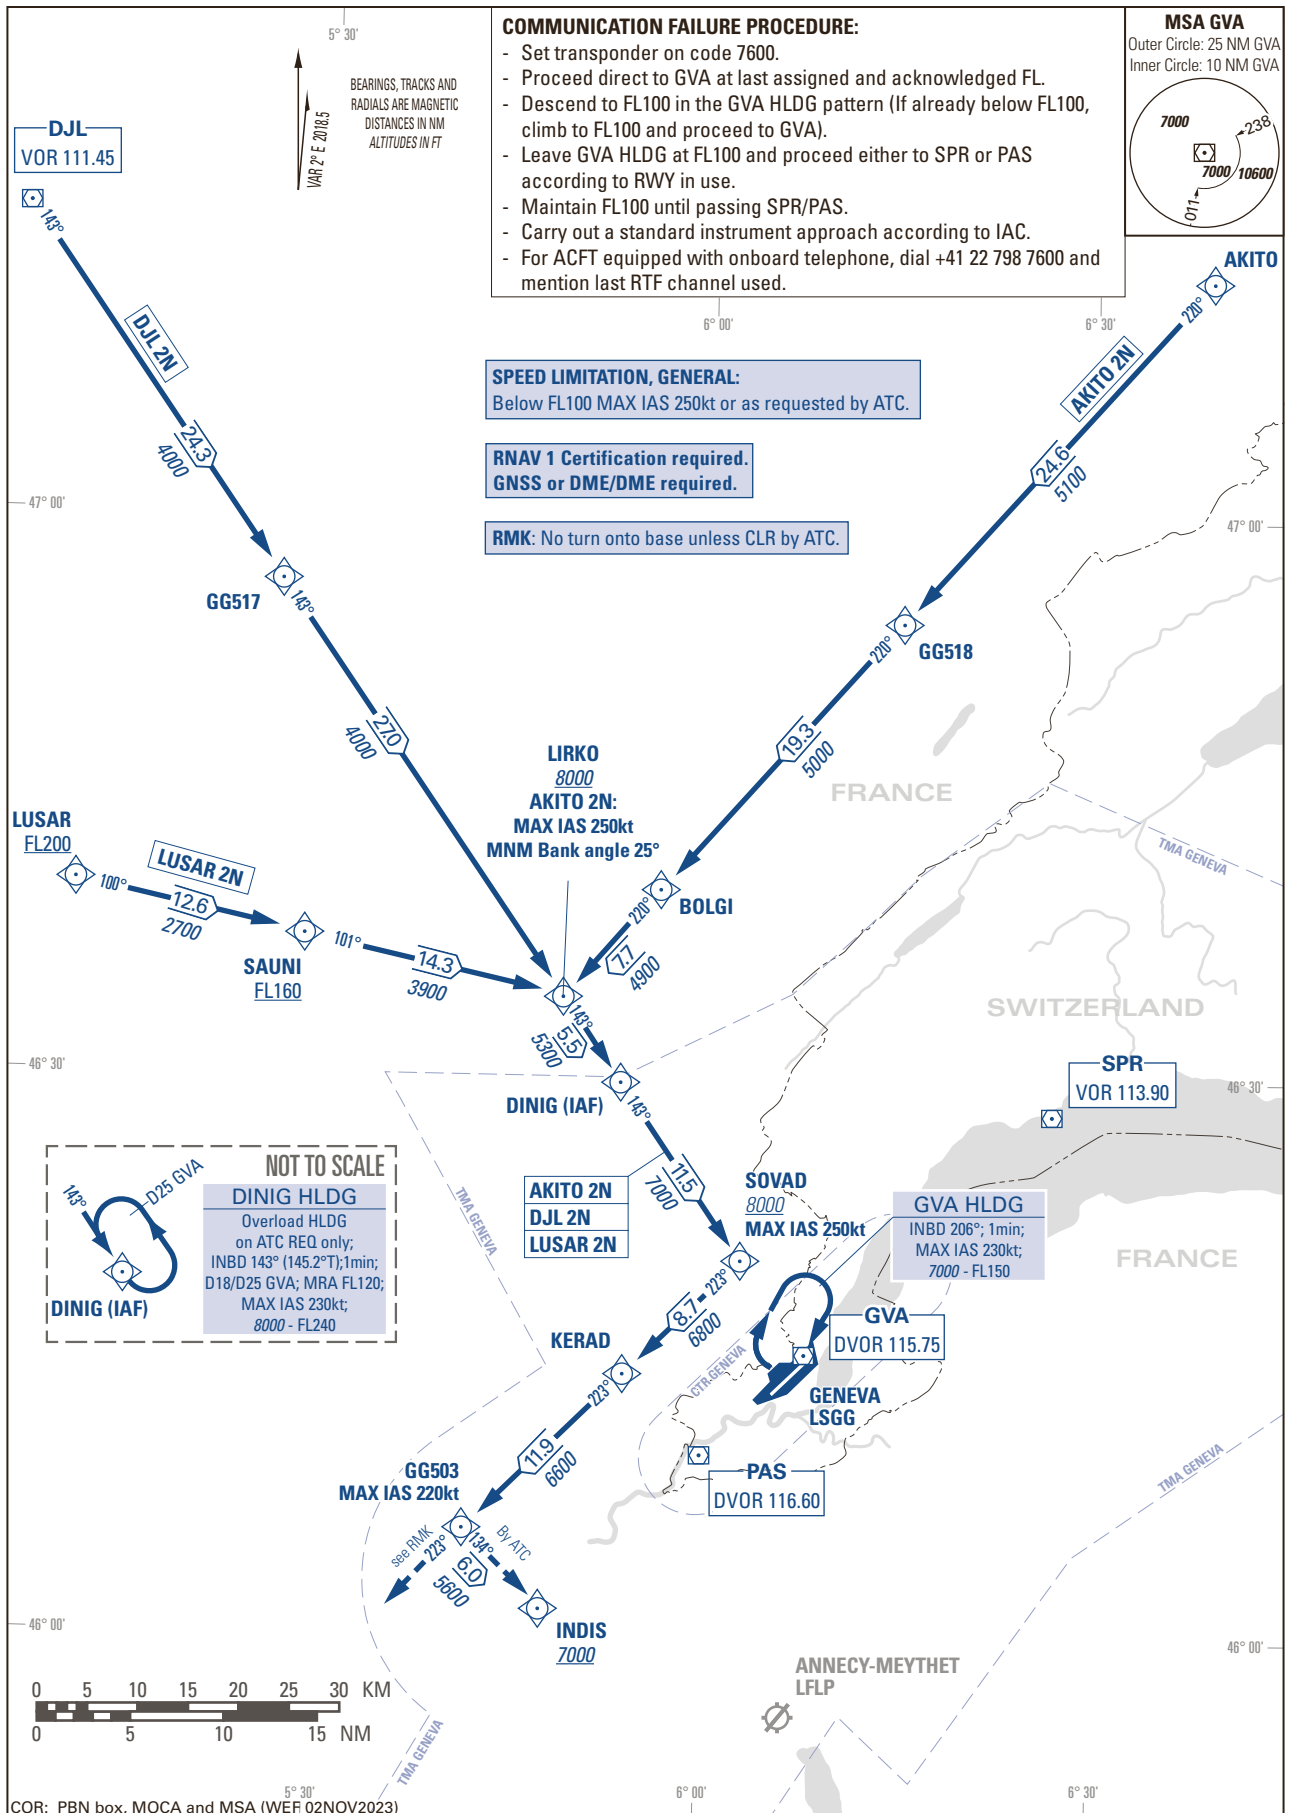 5° 30'
BEARINGS, TRACKS AND
RADIALS ARE MAGNETIC
DISTANCES IN NM
ALTITUDES IN FT
VAR 2° E 2018.5
COMMUNICATION FAILURE PROCEDURE:
- Set transponder on code 7600.
- Proceed direct to GVA at last assigned and acknowledged FL.
- Descend to FL100 in the GVA HLDG pattern (If already below FL100,
climb to FL100 and proceed to GVA).
- Leave GVA HLDG at FL100 and proceed either to SPR or PAS
according to RWY in use.
- Maintain FL100 until passing SPR/PAS.
- Carry out a standard instrument approach according to IAC.
- For ACFT equipped with onboard telephone, dial +41 22 798 7600 and
mention last RTF channel used.
MSA GVA
Outer Circle: 25 NM GVA
Inner Circle: 10 NM GVA
7000
238
7000
10600
011
DJL
VOR 111.45
143°
DJL 2N
24.3
4000
AKITO
220°
AKITO 2N
24.6
5100
6° 00'
6° 30'
SPEED LIMITATION, GENERAL:
Below FL100 MAX IAS 250kt or as requested by ATC.
RNAV 1 Certification required.
GNSS or DME/DME required.
RMK: No turn onto base unless CLR by ATC.
47° 00'
47° 00'
GG517
143°
27.0
4000
GG518
220°
19.3
5000
FRANCE
LIRKO
8000
AKITO 2N:
MAX IAS 250kt
MNM Bank angle 25°
LUSAR
FL200
100°
LUSAR 2N
12.6
2700
SAUNI
FL160
101°
14.3
3900
BOLGI
220°
7.7
4900
TMA GENEVA
SWITZERLAND
143°
5.5
5300
46° 30'
46° 30'
DINIG (IAF)
143°
11.5
7000
SPR
VOR 113.90
AKITO 2N
DJL 2N
LUSAR 2N
TMA GENEVA
SOVAD
8000
MAX IAS 250kt
223°
8.7
6800
NOT TO SCALE
143°
D25 GVA
DINIG (IAF)
DINIG HLDG
Overload HLDG
on ATC REQ only;
INBD 143° (145.2°T);1min;
D18/D25 GVA; MRA FL120;
MAX IAS 230kt;
8000 - FL240
GVA HLDG
INBD 206°; 1min;
MAX IAS 230kt;
7000 - FL150
FRANCE
GVA
DVOR 115.75
GENEVA
LSGG
CTR GENEVA
KERAD
223°
11.9
6600
PAS
DVOR 116.60
TMA GENEVA
GG503
MAX IAS 220kt
see RMK
223°
134°
By ATC
6.0
5600
INDIS
7000
46° 00'
46° 00'
ANNECY-MEYTHET
LFLP
0 5 10 15 20 25 30 KM
0 5 10 15 NM
TMA GENEVA
5° 30'
6° 00'
6° 30'
COR: PBN box, MOCA and MSA (WEF 02NOV2023)